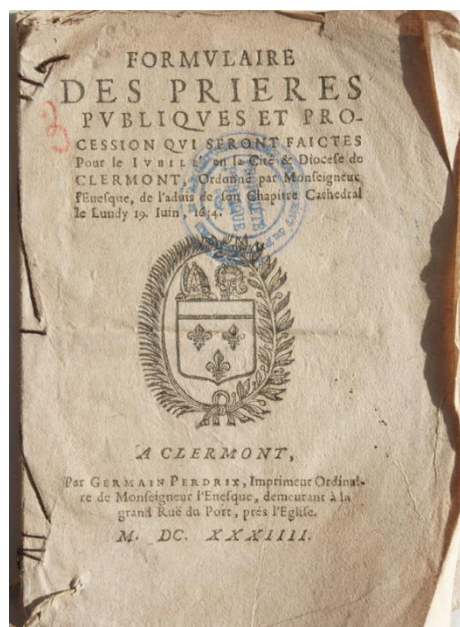 FORMVLAIRE
DES PRIERES
PVBLIQVES ET PRO-
CESSION QVI SERONT FAICTES
Pour le IVBILÉ en la Cité & Diocese de
CLERMONT, Ordonné par Monseigneur
l'Euesque, de l'aduis de son Chapitre Cathedral
le Lundy 19. Iuin, 1634.
A CLERMONT,
Par GERMAIN PERDRIX, Imprimeur Ordinai-
re de Monseigneur l'Euesque, demeurant à la
grand Ruë du Port, prés l'Eglise.
M. DC. XXXIIII.